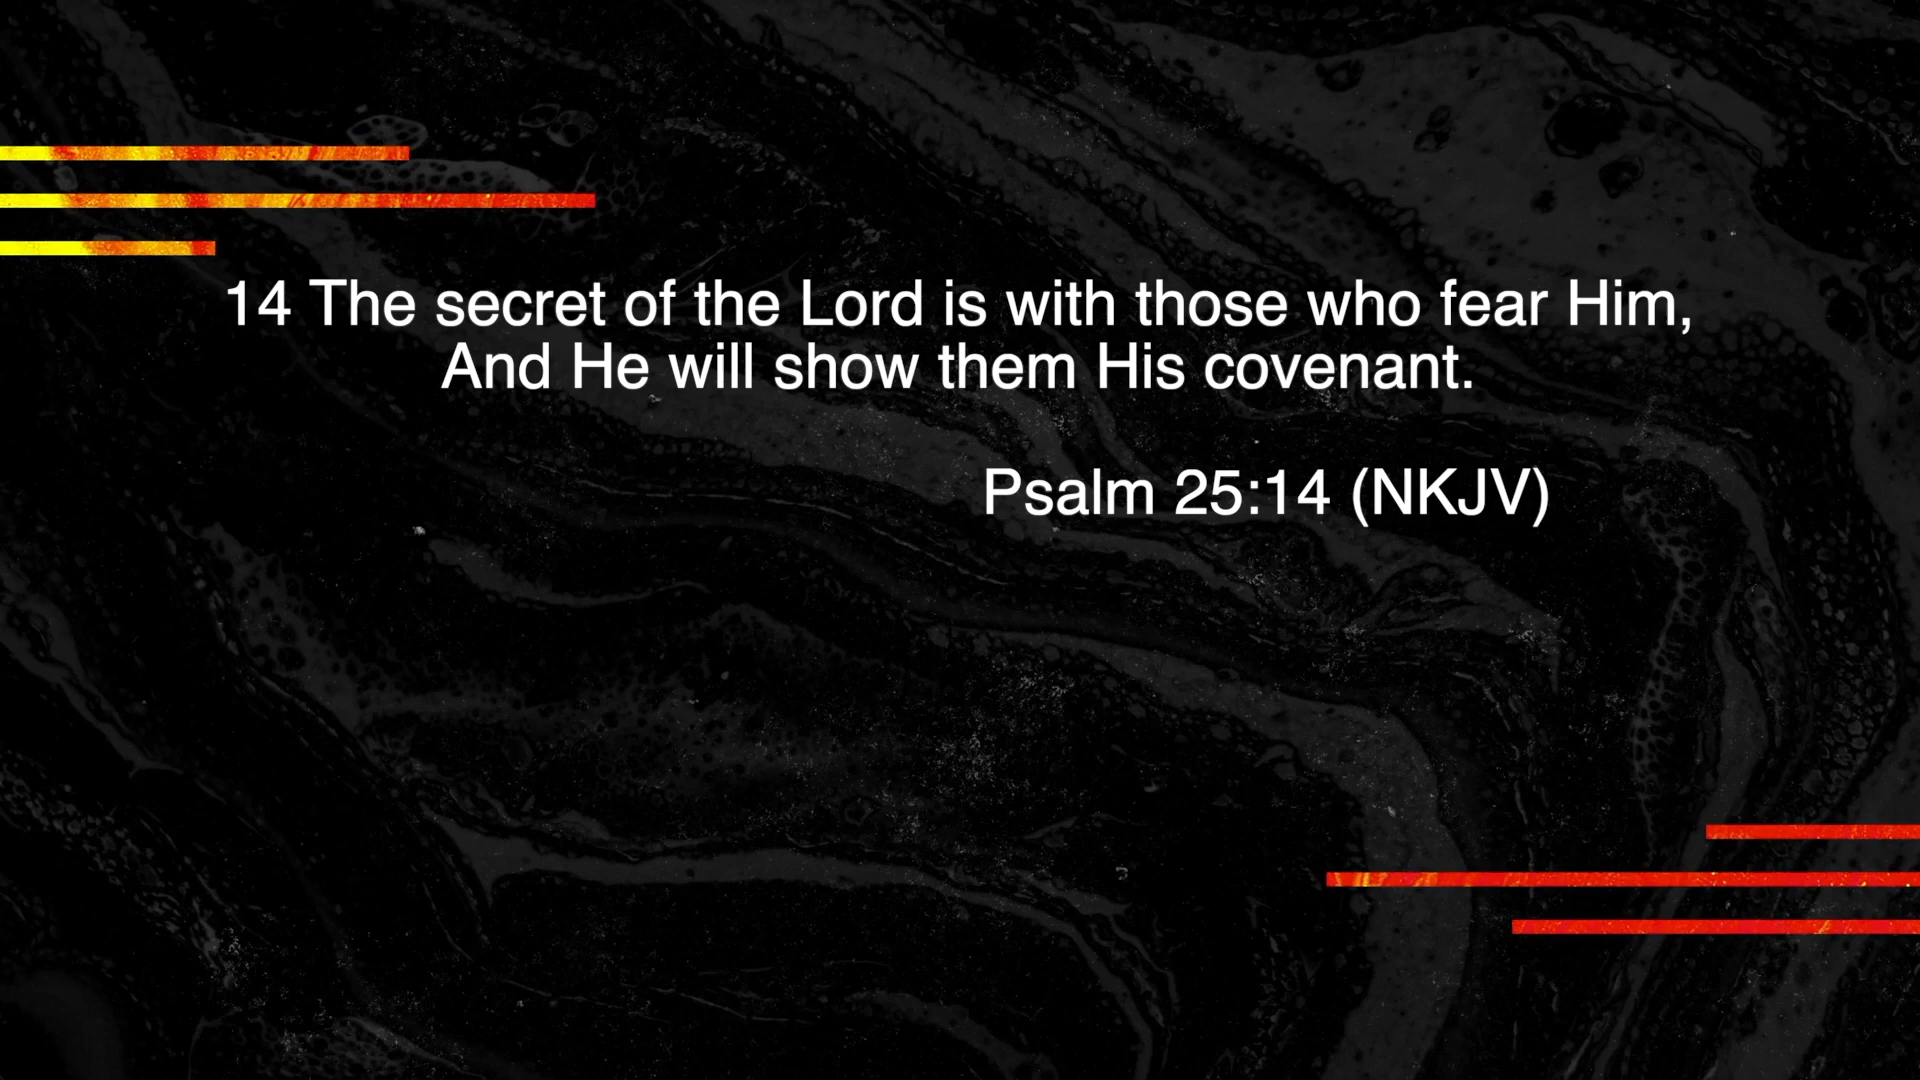 14 The secret of the Lord is with those who fear Him,
And He will show them His covenant.
Psalm 25:14 (NKJV)